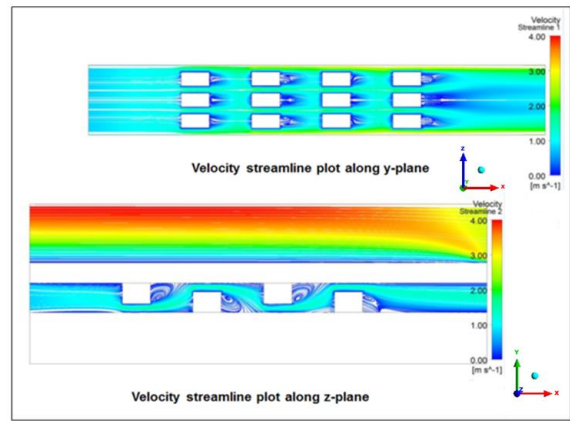 Velocity
Streamline 1
4.00
3.00
2.00
1.00
0.00
[m s^-1]
Velocity streamline plot along y-plane
Z
Y
X
Velocity
Streamline 2
4.00
3.00
2.00
1.00
0.00
[m s^-1]
Velocity streamline plot along z-plane
Y
Z
X